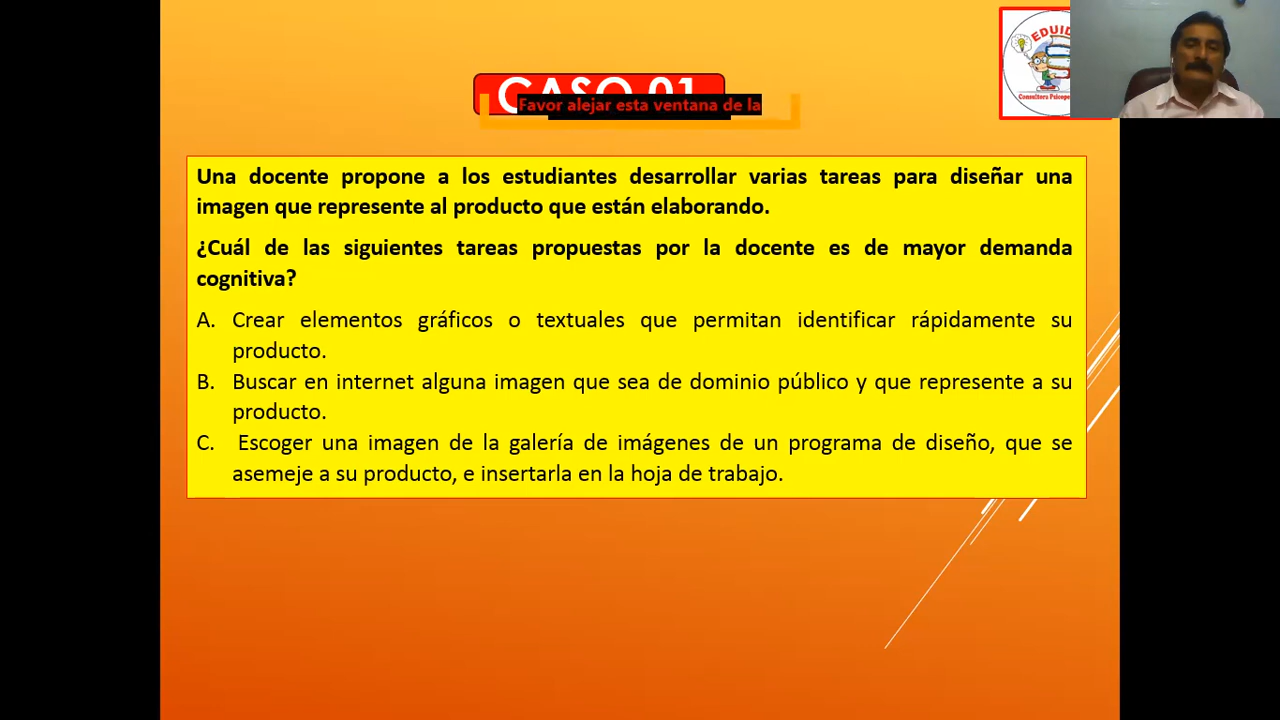 EDUID
Consultora Psicope
CASO 01
Favor alejar esta ventana de la
Una docente propone a los estudiantes desarrollar varias tareas para diseñar una
imagen que represente al producto que están elaborando.
¿Cuál de las siguientes tareas propuestas por la docente es de mayor demanda
cognitiva?
A. Crear elementos gráficos o textuales que permitan identificar rápidamente su
producto.
B. Buscar en internet alguna imagen que sea de dominio público y que represente a su
producto.
C. Escoger una imagen de la galería de imágenes de un programa de diseño, que se
asemeje a su producto, e insertarla en la hoja de trabajo.